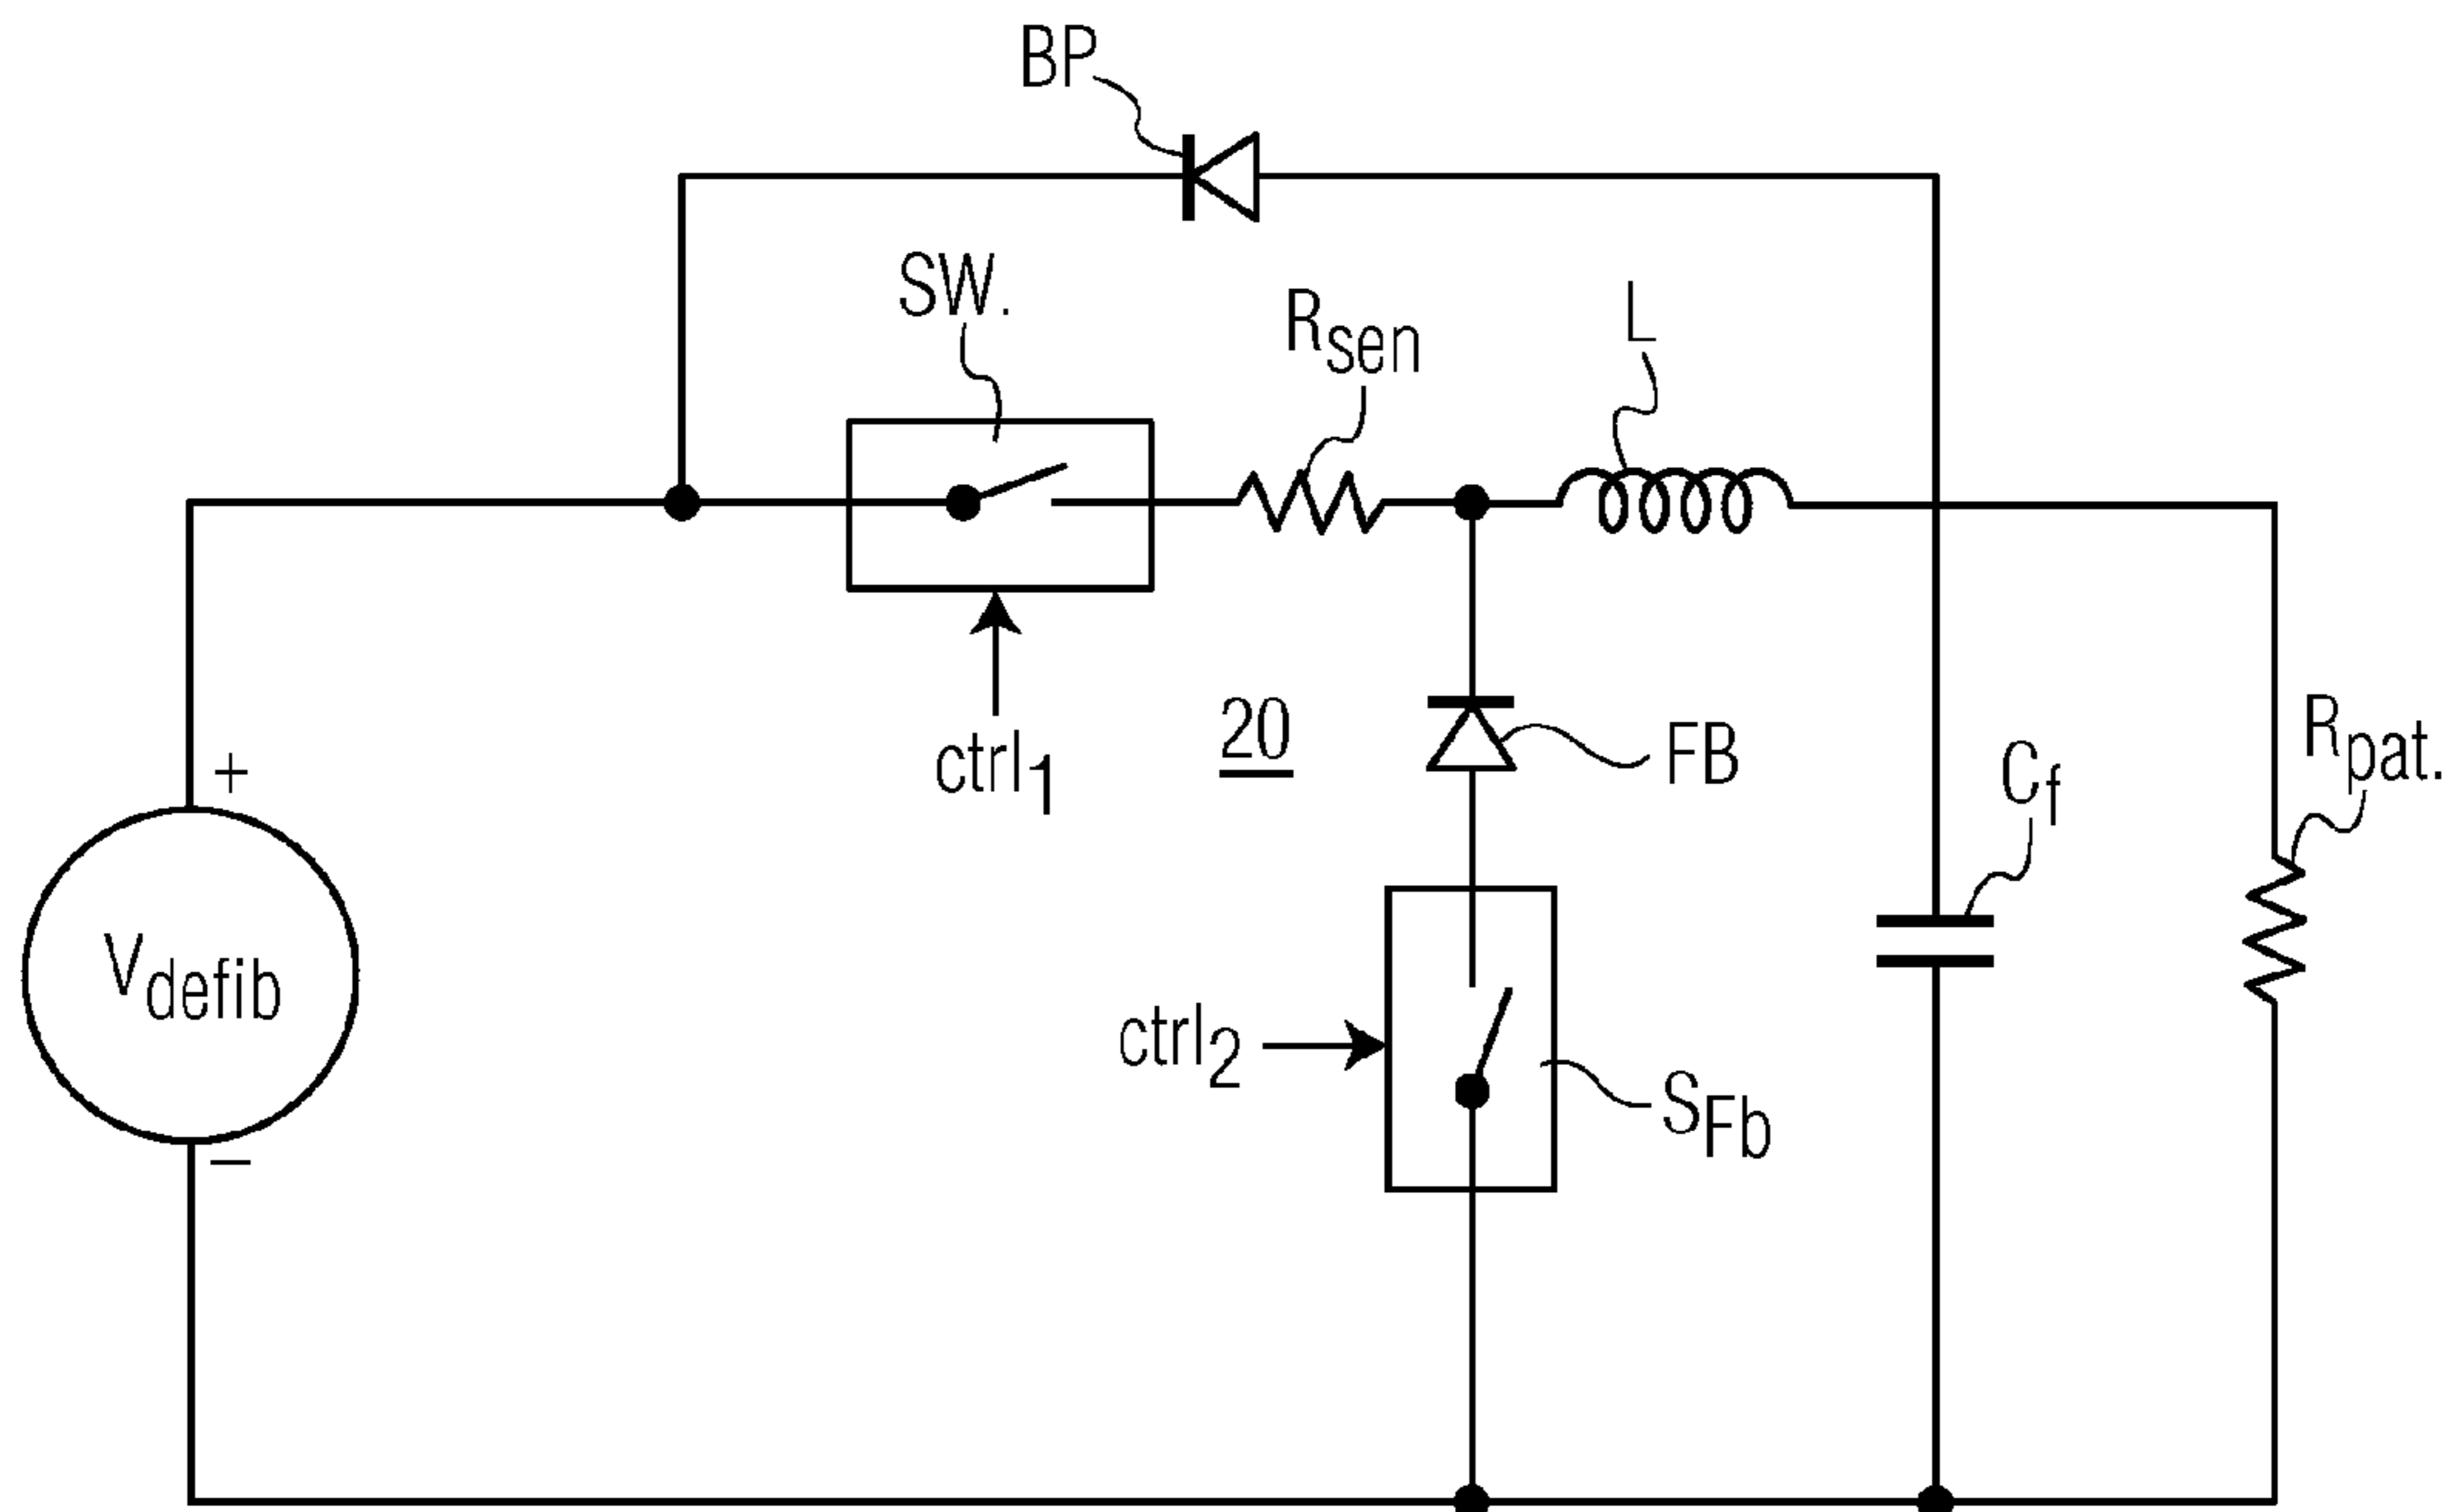 BP
SW.
Rsen
L
ctrl1
20
FB
Cf
Rpat.
+
Vdefib
−
ctrl2
SFb